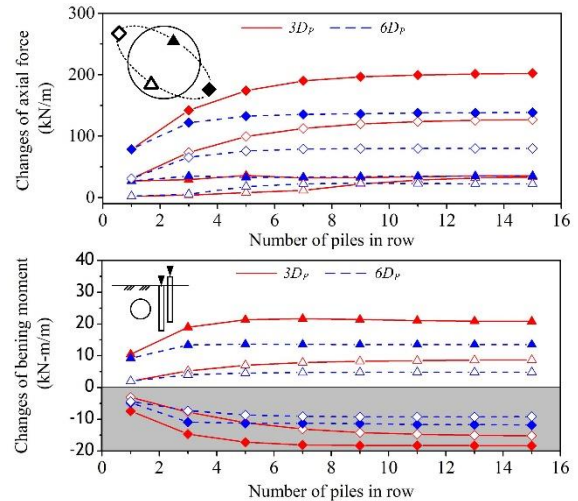 300
200
100
0
Changes of axial force
(kN/m)
3D_P
6D_P
0 2 4 6 8 10 12 14 16
Number of piles in row
40
30
20
10
0
-10
-20
Changes of bening moment
(kN-m/m)
3D_P
6D_P
0 2 4 6 8 10 12 14 16
Number of piles in row